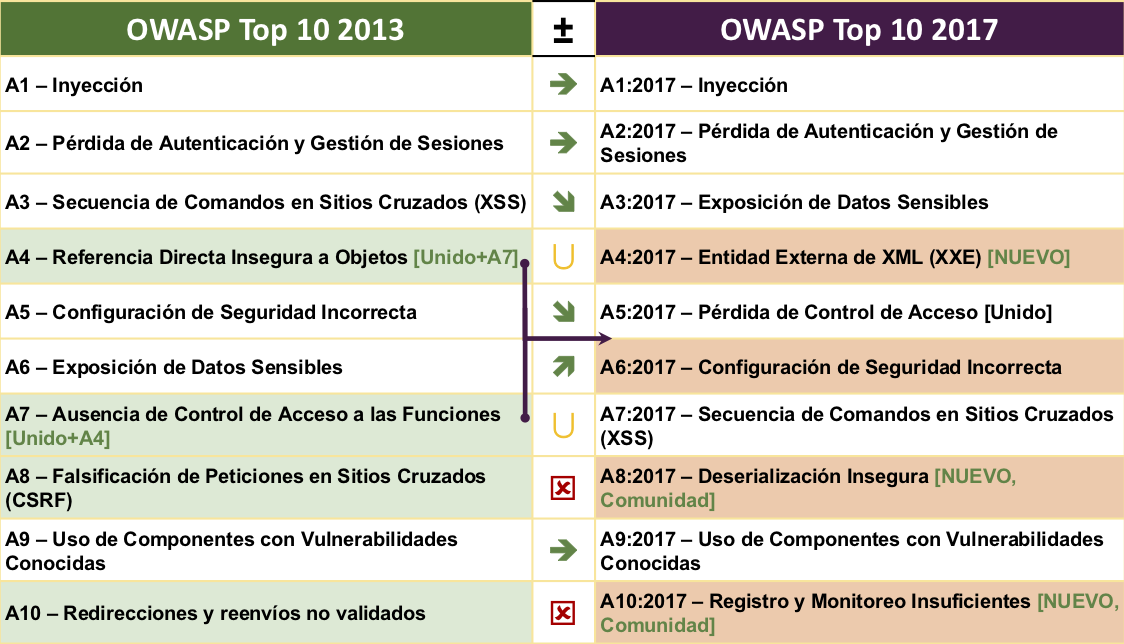 OWASP Top 10 2013 ± OWASP Top 10 2017
A1 – Inyección
A1:2017 – Inyección
A2 – Pérdida de Autenticación y Gestión de Sesiones
A2:2017 – Pérdida de Autenticación y Gestión de
Sesiones
A3 – Secuencia de Comandos en Sitios Cruzados (XSS)
A3:2017 – Exposición de Datos Sensibles
A4 – Referencia Directa Insegura a Objetos [Unido+A7]
U
A4:2017 – Entidad Externa de XML (XXE) [NUEVO]
A5 – Configuración de Seguridad Incorrecta
A5:2017 – Pérdida de Control de Acceso [Unido]
A6 – Exposición de Datos Sensibles
A6:2017 – Configuración de Seguridad Incorrecta
A7 – Ausencia de Control de Acceso a las Funciones
[Unido+A4]
U
A7:2017 – Secuencia de Comandos en Sitios Cruzados
(XSS)
A8 – Falsificación de Peticiones en Sitios Cruzados
(CSRF)
A8:2017 – Deserialización Insegura [NUEVO,
Comunidad]
A9 – Uso de Componentes con Vulnerabilidades
Conocidas
A9:2017 – Uso de Componentes con Vulnerabilidades
Conocidas
A10 – Redirecciones y reenvíos no validados
A10:2017 – Registro y Monitoreo Insuficientes [NUEVO,
Comunidad]